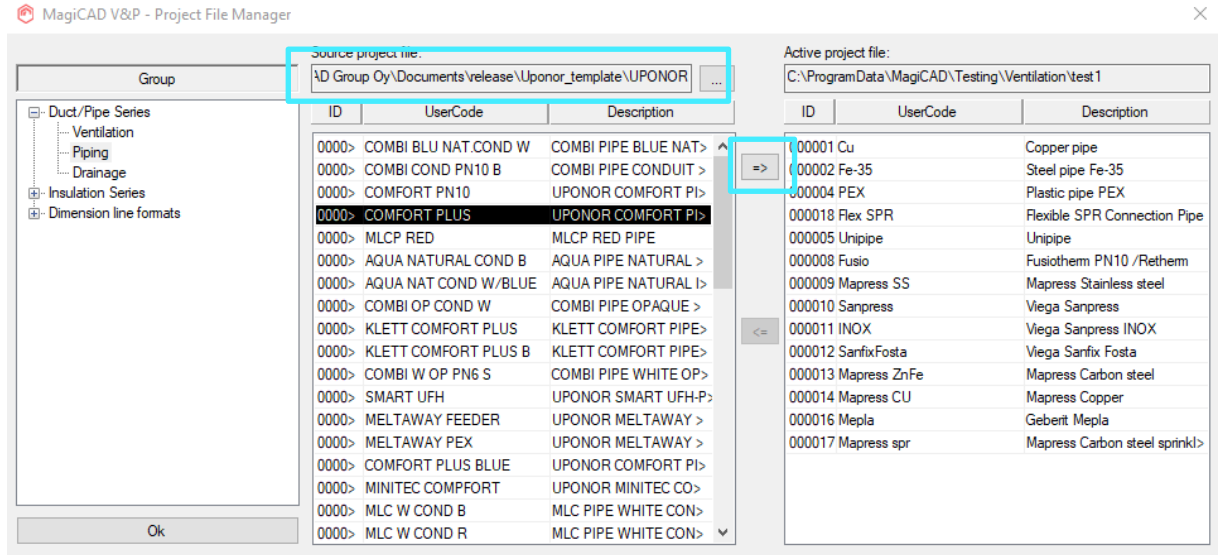 MagiCAD V&P - Project File Manager
Source project file:
Active project file:
Group
\D Group Oy\Documents\release\Uponor_template\UPONOR
...
C:\ProgramData\MagiCAD\Testing\Ventilation\test1
ID UserCode Description
ID UserCode Description
Duct/Pipe Series
Ventilation
Piping
Drainage
Insulation Series
Dimension line formats
0000> COMBI BLU NAT.COND W COMBI PIPE BLUE NAT>
0000> COMBI COND PN10 B COMBI PIPE CONDUIT >
0000> COMFORT PN10 UPONOR COMFORT PI>
0000> COMFORT PLUS UPONOR COMFORT PI>
0000> MLCP RED MLCP RED PIPE
0000> AQUA NATURAL COND B AQUA PIPE NATURAL >
0000> AQUA NAT COND W/BLUE AQUA PIPE NATURAL I>
0000> COMBI OP COND W COMBI PIPE OPAQUE >
0000> KLETT COMFORT PLUS KLETT COMFORT PIPE>
0000> KLETT COMFORT PLUS B KLETT COMFORT PIPE>
0000> COMBI W OP PN6 S COMBI PIPE WHITE OP>
0000> SMART UFH UPONOR SMART UFH-P>
0000> MELTAWAY FEEDER UPONOR MELTAWAY >
0000> MELTAWAY PEX UPONOR MELTAWAY >
0000> COMFORT PLUS BLUE UPONOR COMFORT PI>
0000> MINITEC COMPFORT UPONOR MINITEC CO>
0000> MLC W COND B MLC PIPE WHITE CON>
0000> MLC W COND R MLC PIPE WHITE CON>
=>
<=
000001 Cu Copper pipe
000002 Fe-35 Steel pipe Fe-35
000004 PEX Plastic pipe PEX
000018 Flex SPR Flexible SPR Connection Pipe
000005 Unipipe Unipipe
000008 Fusio Fusiotherm PN10 /Retherm
000009 Mapress SS Mapress Stainless steel
000010 Sanpress Viega Sanpress
000011 INOX Viega Sanpress INOX
000012 SanfixFosta Viega Sanfix Fosta
000013 Mapress ZnFe Mapress Carbon steel
000014 Mapress CU Mapress Copper
000016 Mepla Geberit Mepla
000017 Mapress spr Mapress Carbon steel sprinkl>
Ok